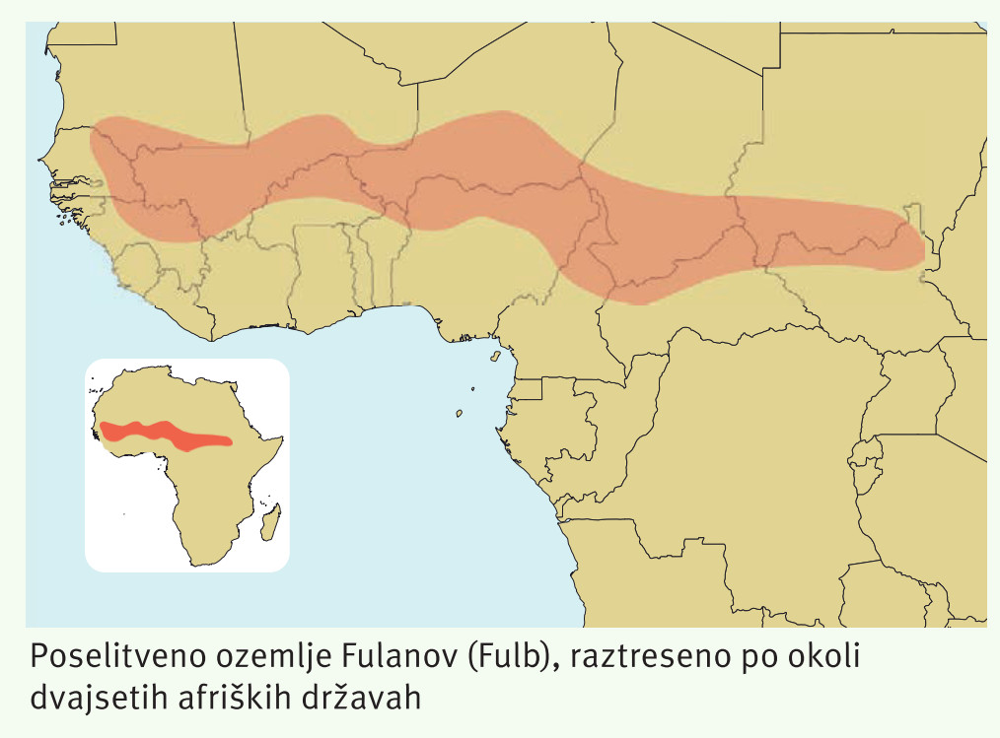 Poselitveno ozemlje Fulanov (Fulb), raztreseno po okoli
dvajsetih afriških državah